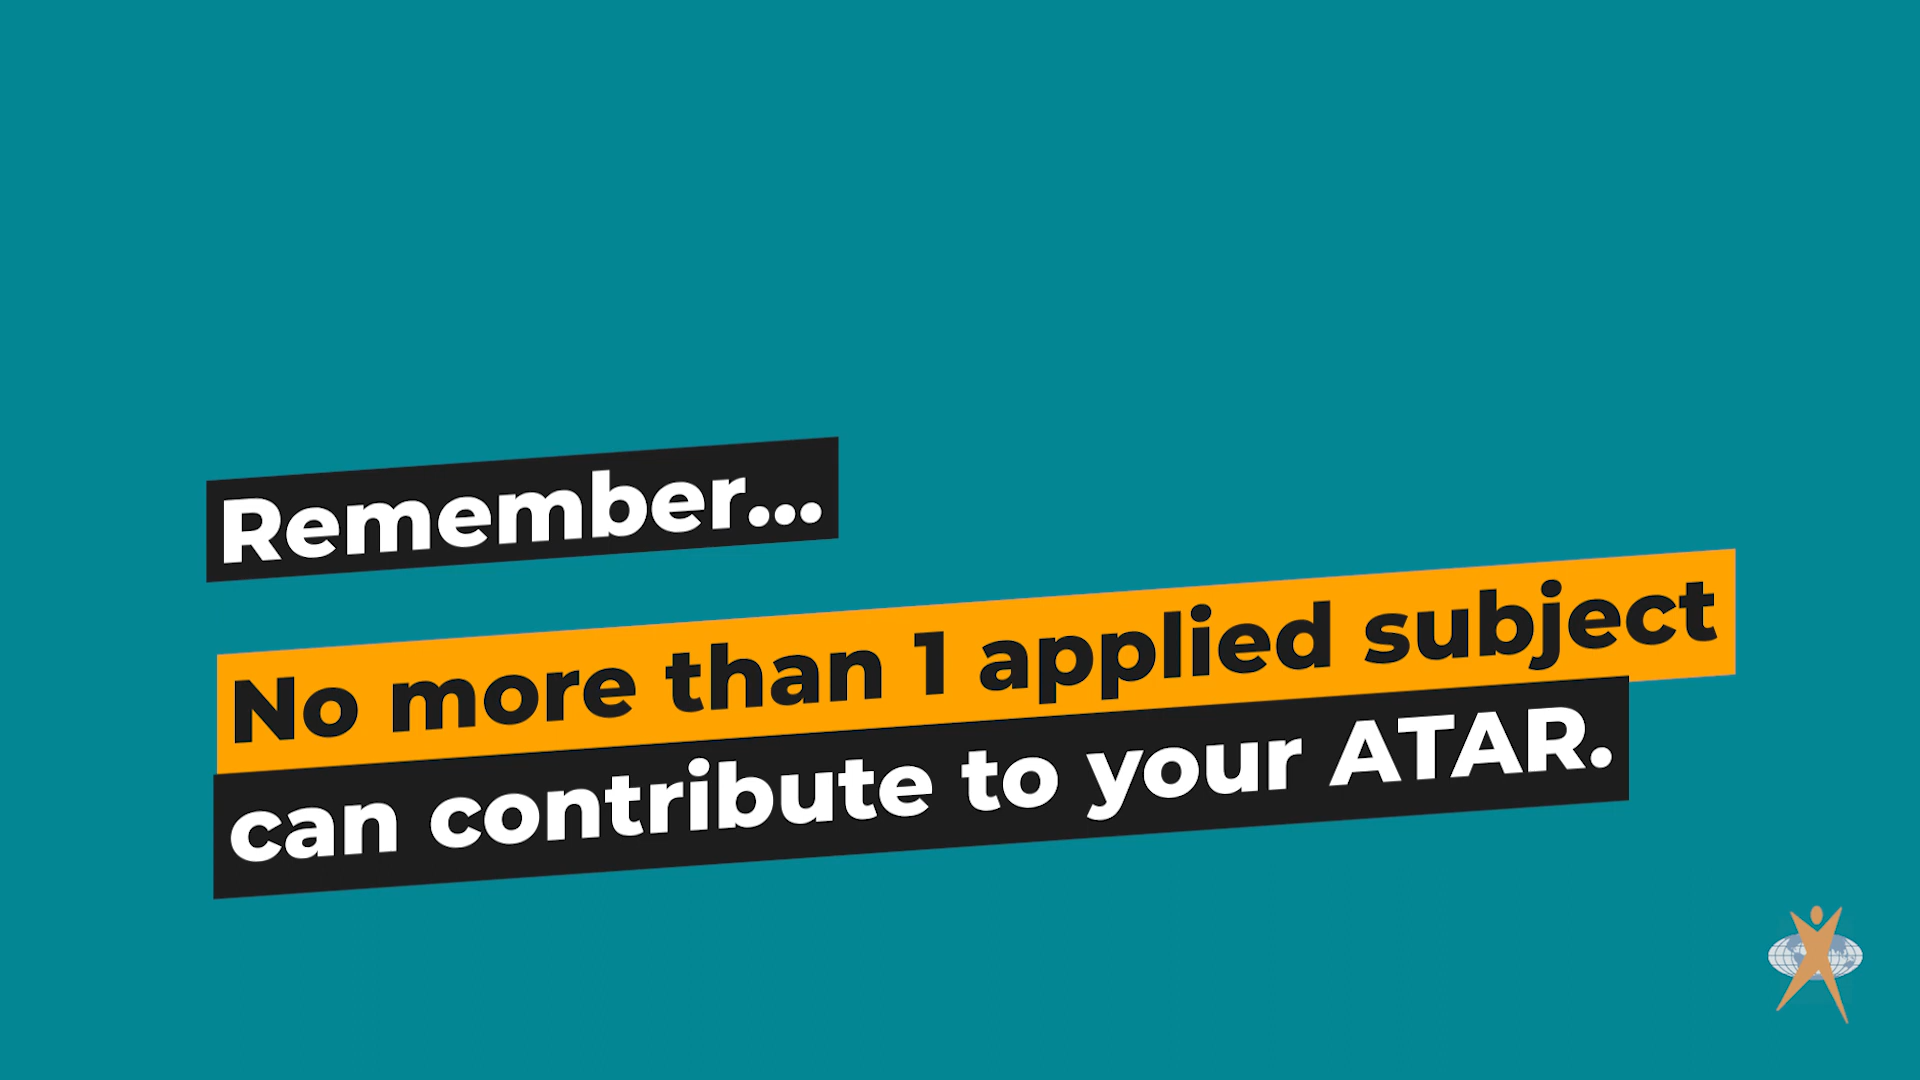 Remember...
No more than 1 applied subject
can contribute to your ATAR.